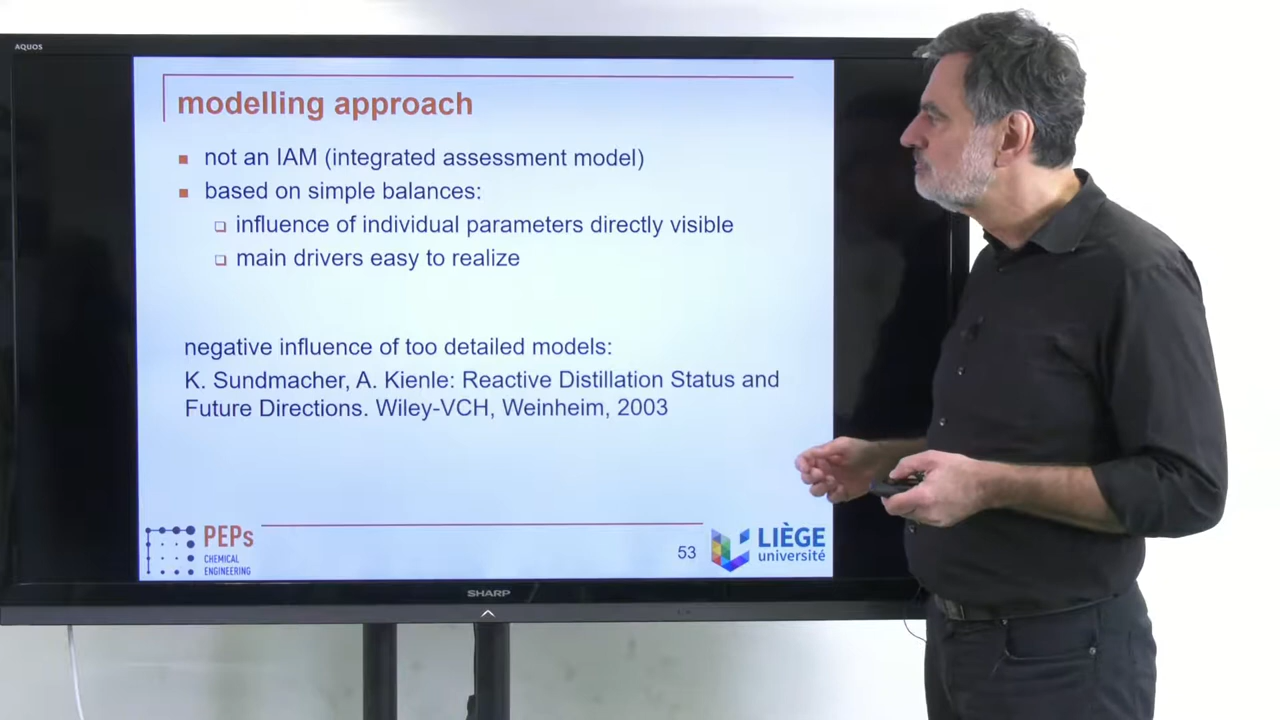 AQUOS
modelling approach
not an IAM (integrated assessment model)
based on simple balances:
influence of individual parameters directly visible
main drivers easy to realize
negative influence of too detailed models:
K. Sundmacher, A. Kienle: Reactive Distillation Status and
Future Directions. Wiley-VCH, Weinheim, 2003
PEPs
CHEMICAL
ENGINEERING
53
LIÈGE
université
SHARP